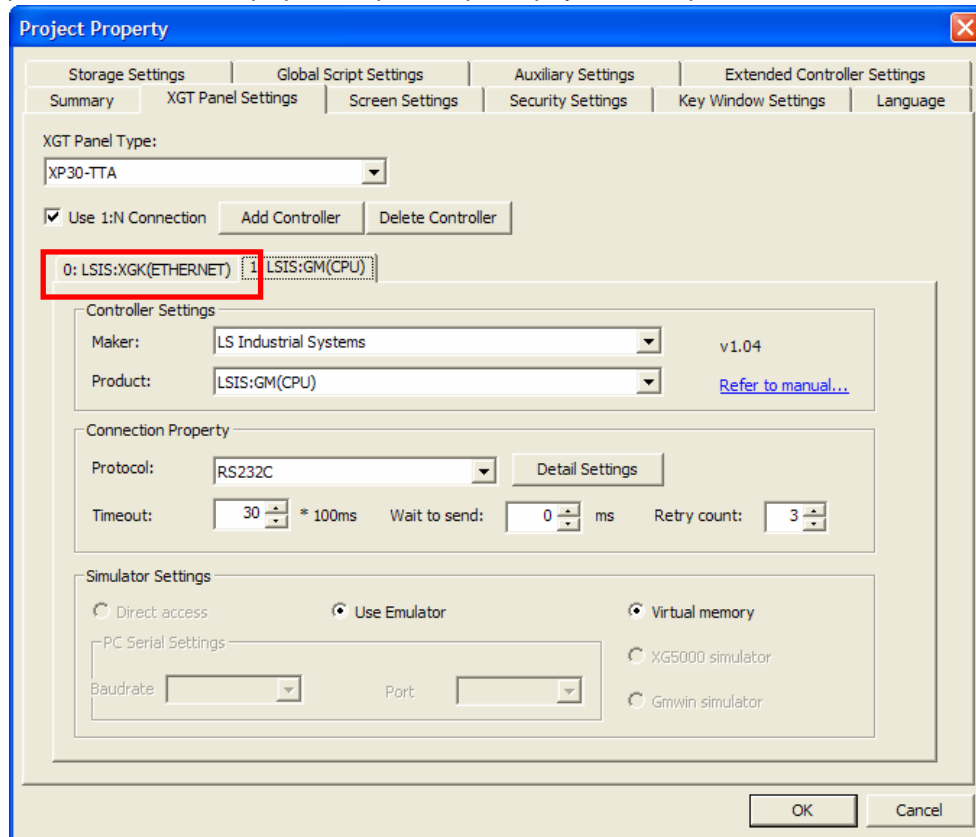 Project Property
Storage Settings Global Script Settings Auxiliary Settings Extended Controller Settings
Summary XGT Panel Settings Screen Settings Security Settings Key Window Settings Language
XGT Panel Type:
XP30-TTA
Use 1:N Connection Add Controller Delete Controller
0: LSIS:XGK(ETHERNET) 1: LSIS:GM(CPU)
Controller Settings
Maker: LS Industrial Systems v1.04
Product: LSIS:GM(CPU) Refer to manual...
Connection Property
Protocol: RS232C Detail Settings
Timeout: 30 * 100ms Wait to send: 0 ms Retry count: 3
Simulator Settings
Direct access Use Emulator Virtual memory
PC Serial Settings
XG5000 simulator
Baudrate Port
Gmwin simulator
OK Cancel